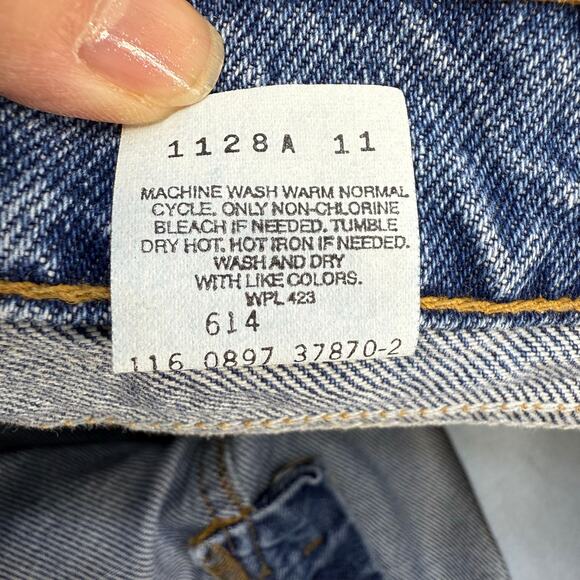 1128A 11
MACHINE WASH WARM NORMAL
CYCLE. ONLY NON-CHLORINE
BLEACH IF NEEDED. TUMBLE
DRY HOT. HOT IRON IF NEEDED.
WASH AND DRY
WITH LIKE COLORS.
WPL 423
614
116 0897 37870-2